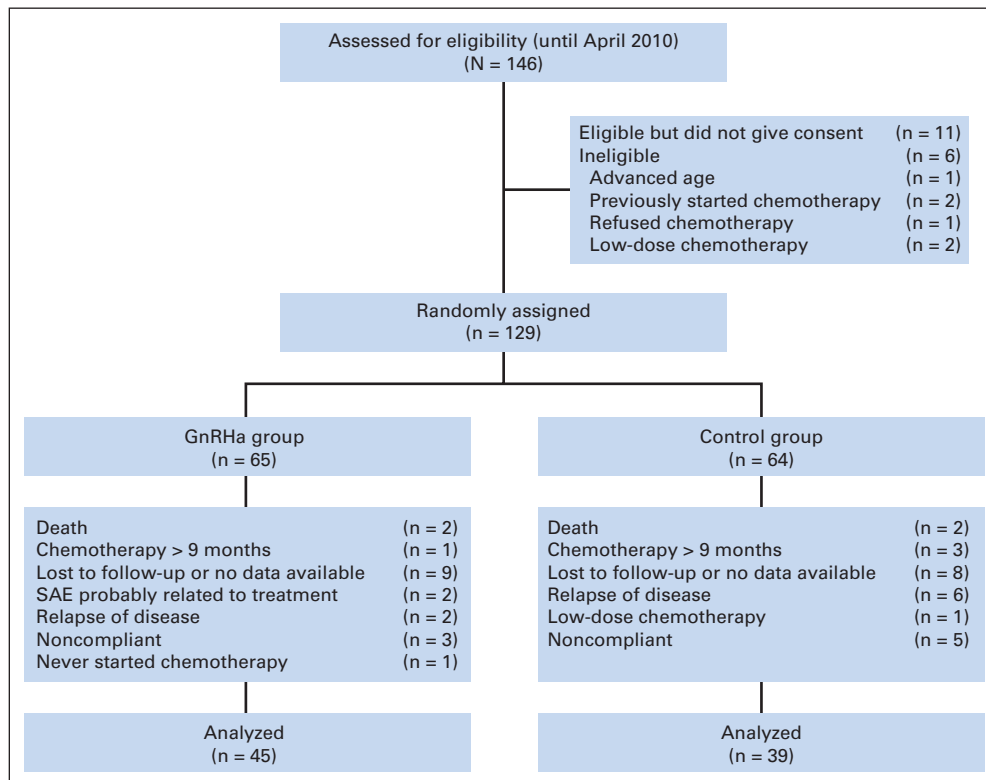 Assessed for eligibility (until April 2010)
(N = 146)
Eligible but did not give consent (n = 11)
Ineligible (n = 6)
Advanced age (n = 1)
Previously started chemotherapy (n = 2)
Refused chemotherapy (n = 1)
Low-dose chemotherapy (n = 2)
Randomly assigned
(n = 129)
GnRHa group
(n = 65)
Control group
(n = 64)
Death (n = 2)
Chemotherapy > 9 months (n = 1)
Lost to follow-up or no data available (n = 9)
SAE probably related to treatment (n = 2)
Relapse of disease (n = 2)
Noncompliant (n = 3)
Never started chemotherapy (n = 1)
Death (n = 2)
Chemotherapy > 9 months (n = 3)
Lost to follow-up or no data available (n = 8)
Relapse of disease (n = 6)
Low-dose chemotherapy (n = 1)
Noncompliant (n = 5)
Analyzed
(n = 45)
Analyzed
(n = 39)